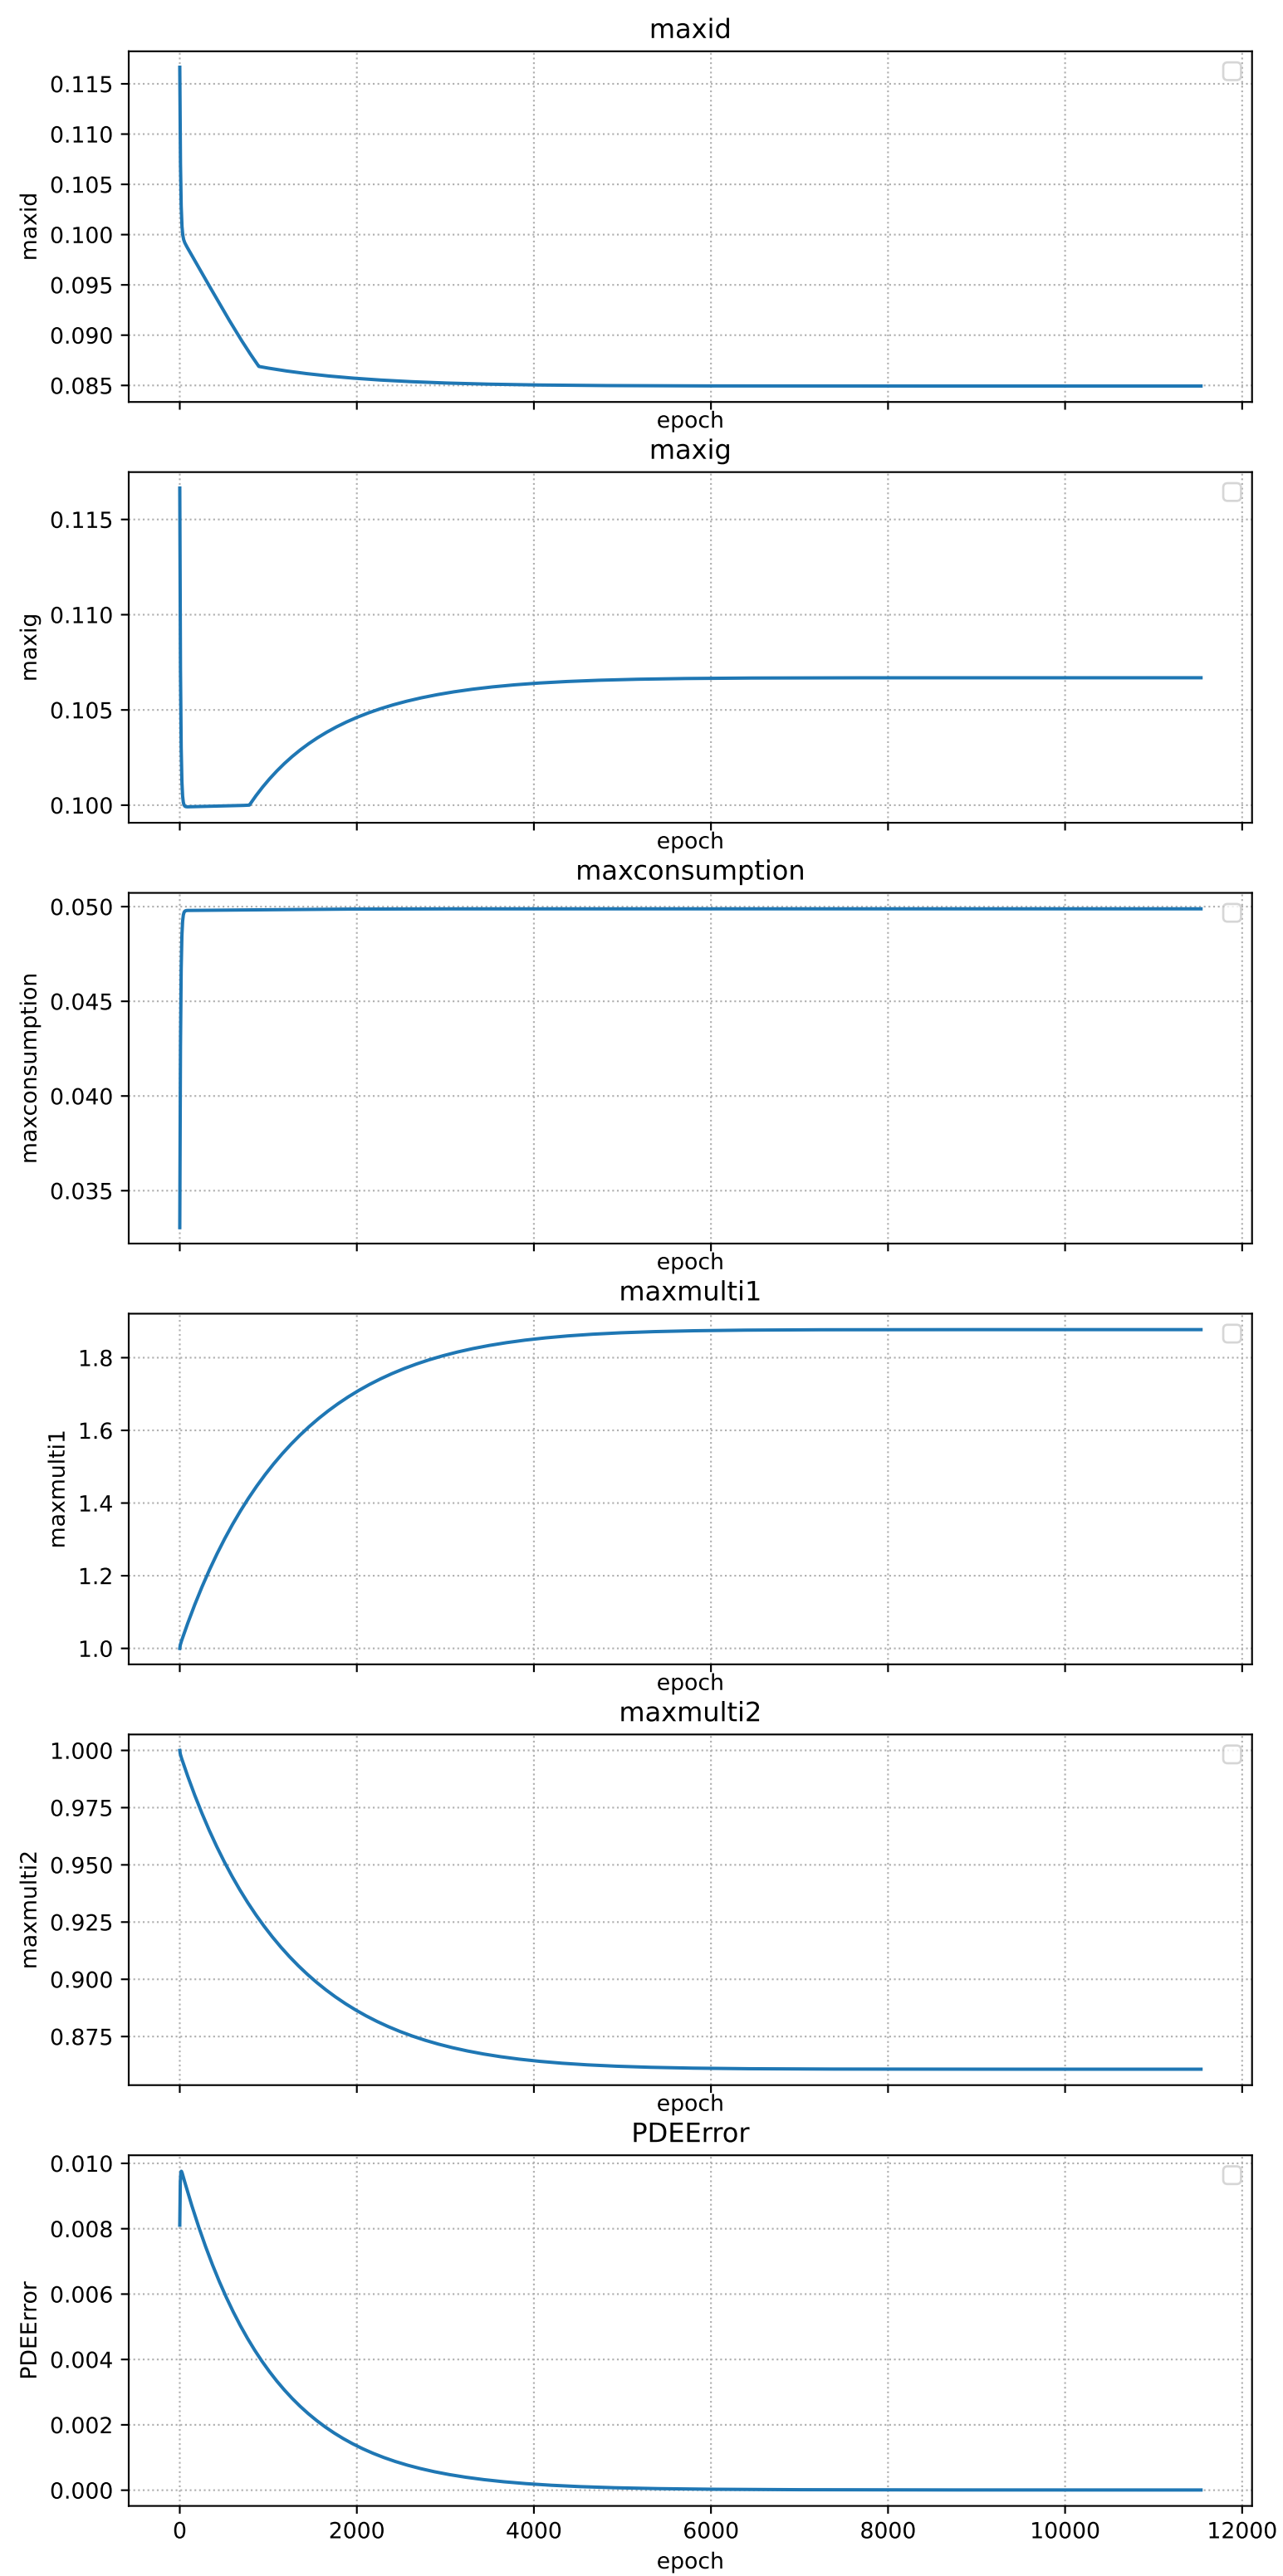 maxid
0.115
0.110
0.105
0.100
0.095
0.090
0.085
maxid
epoch
maxig
0.115
0.110
0.105
0.100
maxig
epoch
maxconsumption
0.050
0.045
0.040
0.035
maxconsumption
epoch
maxmulti1
1.8
1.6
1.4
1.2
1.0
maxmulti1
epoch
maxmulti2
1.000
0.975
0.950
0.925
0.900
0.875
maxmulti2
epoch
PDEError
0.010
0.008
0.006
0.004
0.002
0.000
PDEError
0 2000 4000 6000 8000 10000 12000
epoch